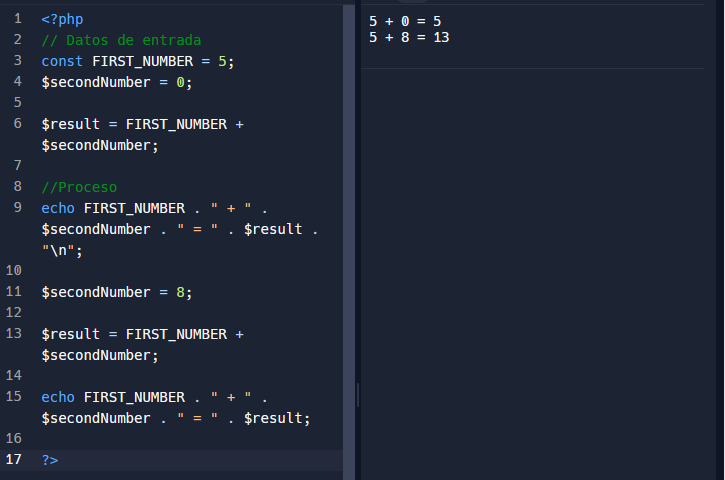 1 <?php
2 // Datos de entrada
3 const FIRST_NUMBER = 5;
4 $secondNumber = 0;
5
6 $result = FIRST_NUMBER +
$secondNumber;
7
8 //Proceso
9 echo FIRST_NUMBER . " + " .
$secondNumber . " = " . $result .
"\n";
10
11 $secondNumber = 8;
12
13 $result = FIRST_NUMBER +
$secondNumber;
14
15 echo FIRST_NUMBER . " + " .
$secondNumber . " = " . $result;
16
17 ?>
5 + 0 = 5
5 + 8 = 13